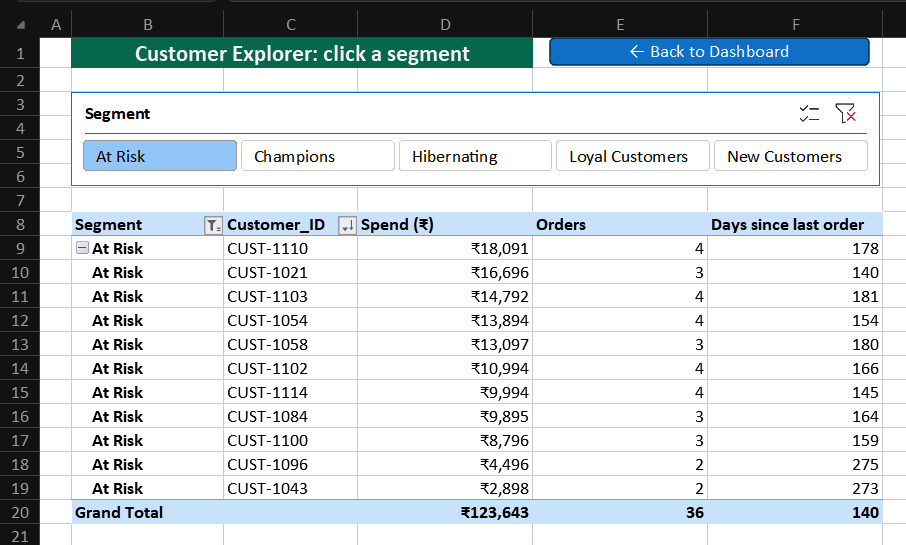 A B C D E F
1 Customer Explorer: click a segment ← Back to Dashboard
2
3 Segment
4
5 At Risk Champions Hibernating Loyal Customers New Customers
6
7
8 Segment Customer_ID Spend (₹) Orders Days since last order
9 At Risk CUST-1110 ₹18,091 4 178
10 At Risk CUST-1021 ₹16,696 3 140
11 At Risk CUST-1103 ₹14,792 4 181
12 At Risk CUST-1054 ₹13,894 4 154
13 At Risk CUST-1058 ₹13,097 3 180
14 At Risk CUST-1102 ₹10,994 4 166
15 At Risk CUST-1114 ₹9,994 4 145
16 At Risk CUST-1084 ₹9,895 3 164
17 At Risk CUST-1100 ₹8,796 3 159
18 At Risk CUST-1096 ₹4,496 2 275
19 At Risk CUST-1043 ₹2,898 2 273
20 Grand Total ₹123,643 36 140
21